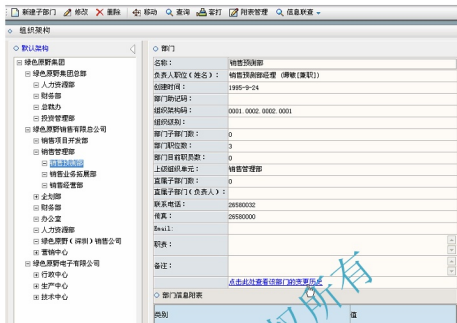 新建子部门 修改 删除 移动 查询 套打 附表管理 信息联查
组织架构
默认架构
绿色原野集团
绿色原野集团总部
人力资源部
财务部
总裁办
投资管理部
绿色原野销售有限总公司
销售项目开发部
销售管理部
销售预测部
销售业务拓展部
销售经营部
企划部
财务部
办公室
人力资源部
绿色原野(深圳)销售公司
营销中心
绿色原野电子有限公司
行政中心
生产中心
技术中心
部门
名称: 销售预测部
负责人职位(姓名): 销售预测部经理 (谭敏[兼职])
创建时间: 1995-9-24
部门助记码:
组织架构码: 0001.0002.0002.0001
组织级别:
部门子部门数: 0
部门职位数: 3
部门目前职员数: 0
上级组织单元: 销售管理部
直属子部门数: 0
直属子部门(负责人):
联系电话: 26580032
传真: 26580000
Email:
职责:
备注:
点击此处查看该部门的变更历史
部门信息附表
类别 值
所有